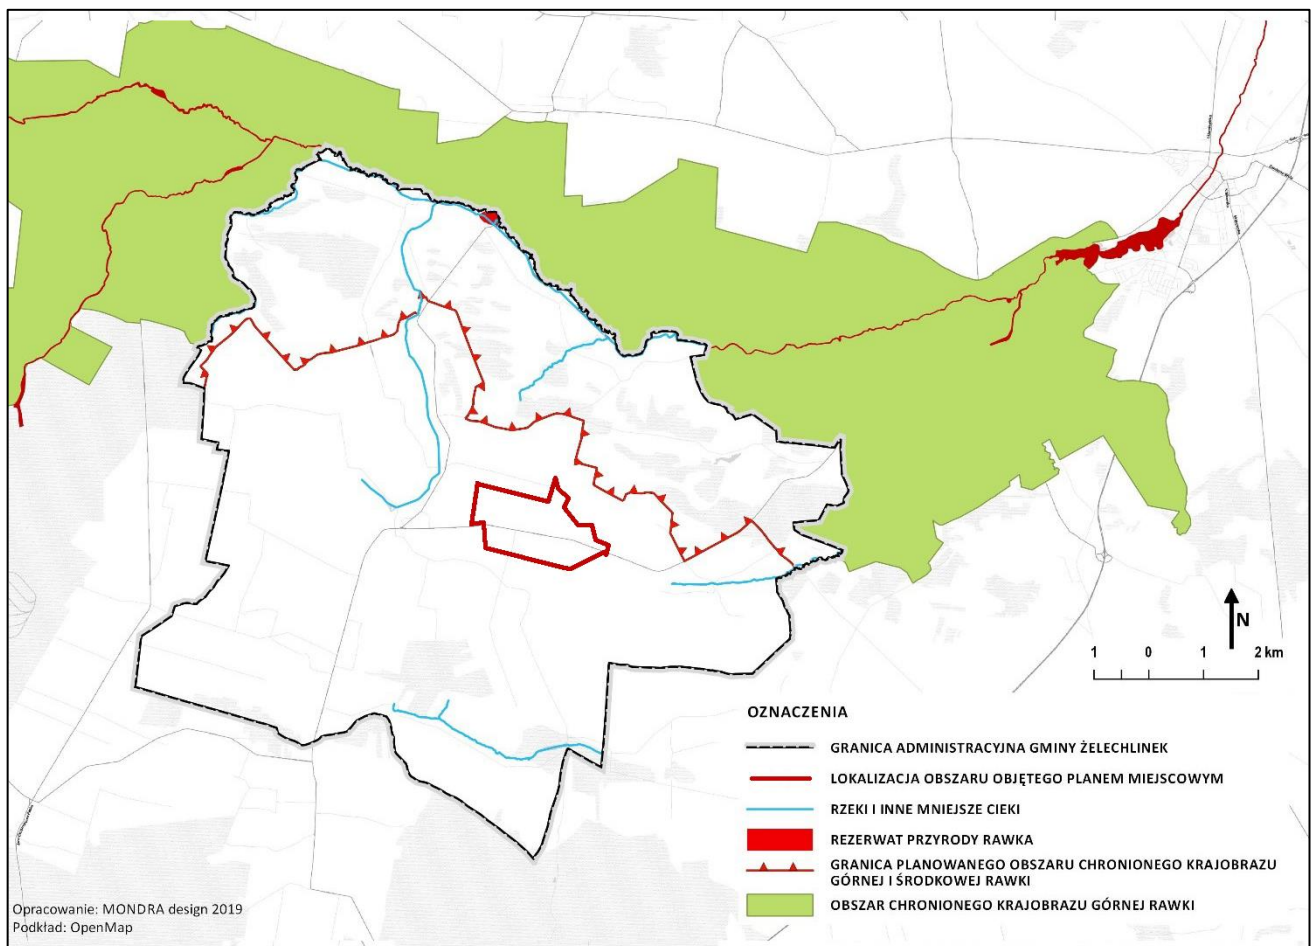 N
1 0 1 2 km
OZNACZENIA
GRANICA ADMINISTRACYJNA GMINY ŻELECHLINEK
LOKALIZACJA OBSZARU OBJĘTEGO PLANEM MIEJSCOWYM
RZEKI I INNE MNIEJSZE CIEKI
REZERWAT PRZYRODY RAWKA
GRANICA PLANOWANEGO OBSZARU CHRONIONEGO KRAJOBRAZU
GÓRNEJ I ŚRODKOWEJ RAWKI
OBSZAR CHRONIONEGO KRAJOBRAZU GÓRNEJ RAWKI
Opracowanie: MONDRA design 2019
Podkład: OpenMap